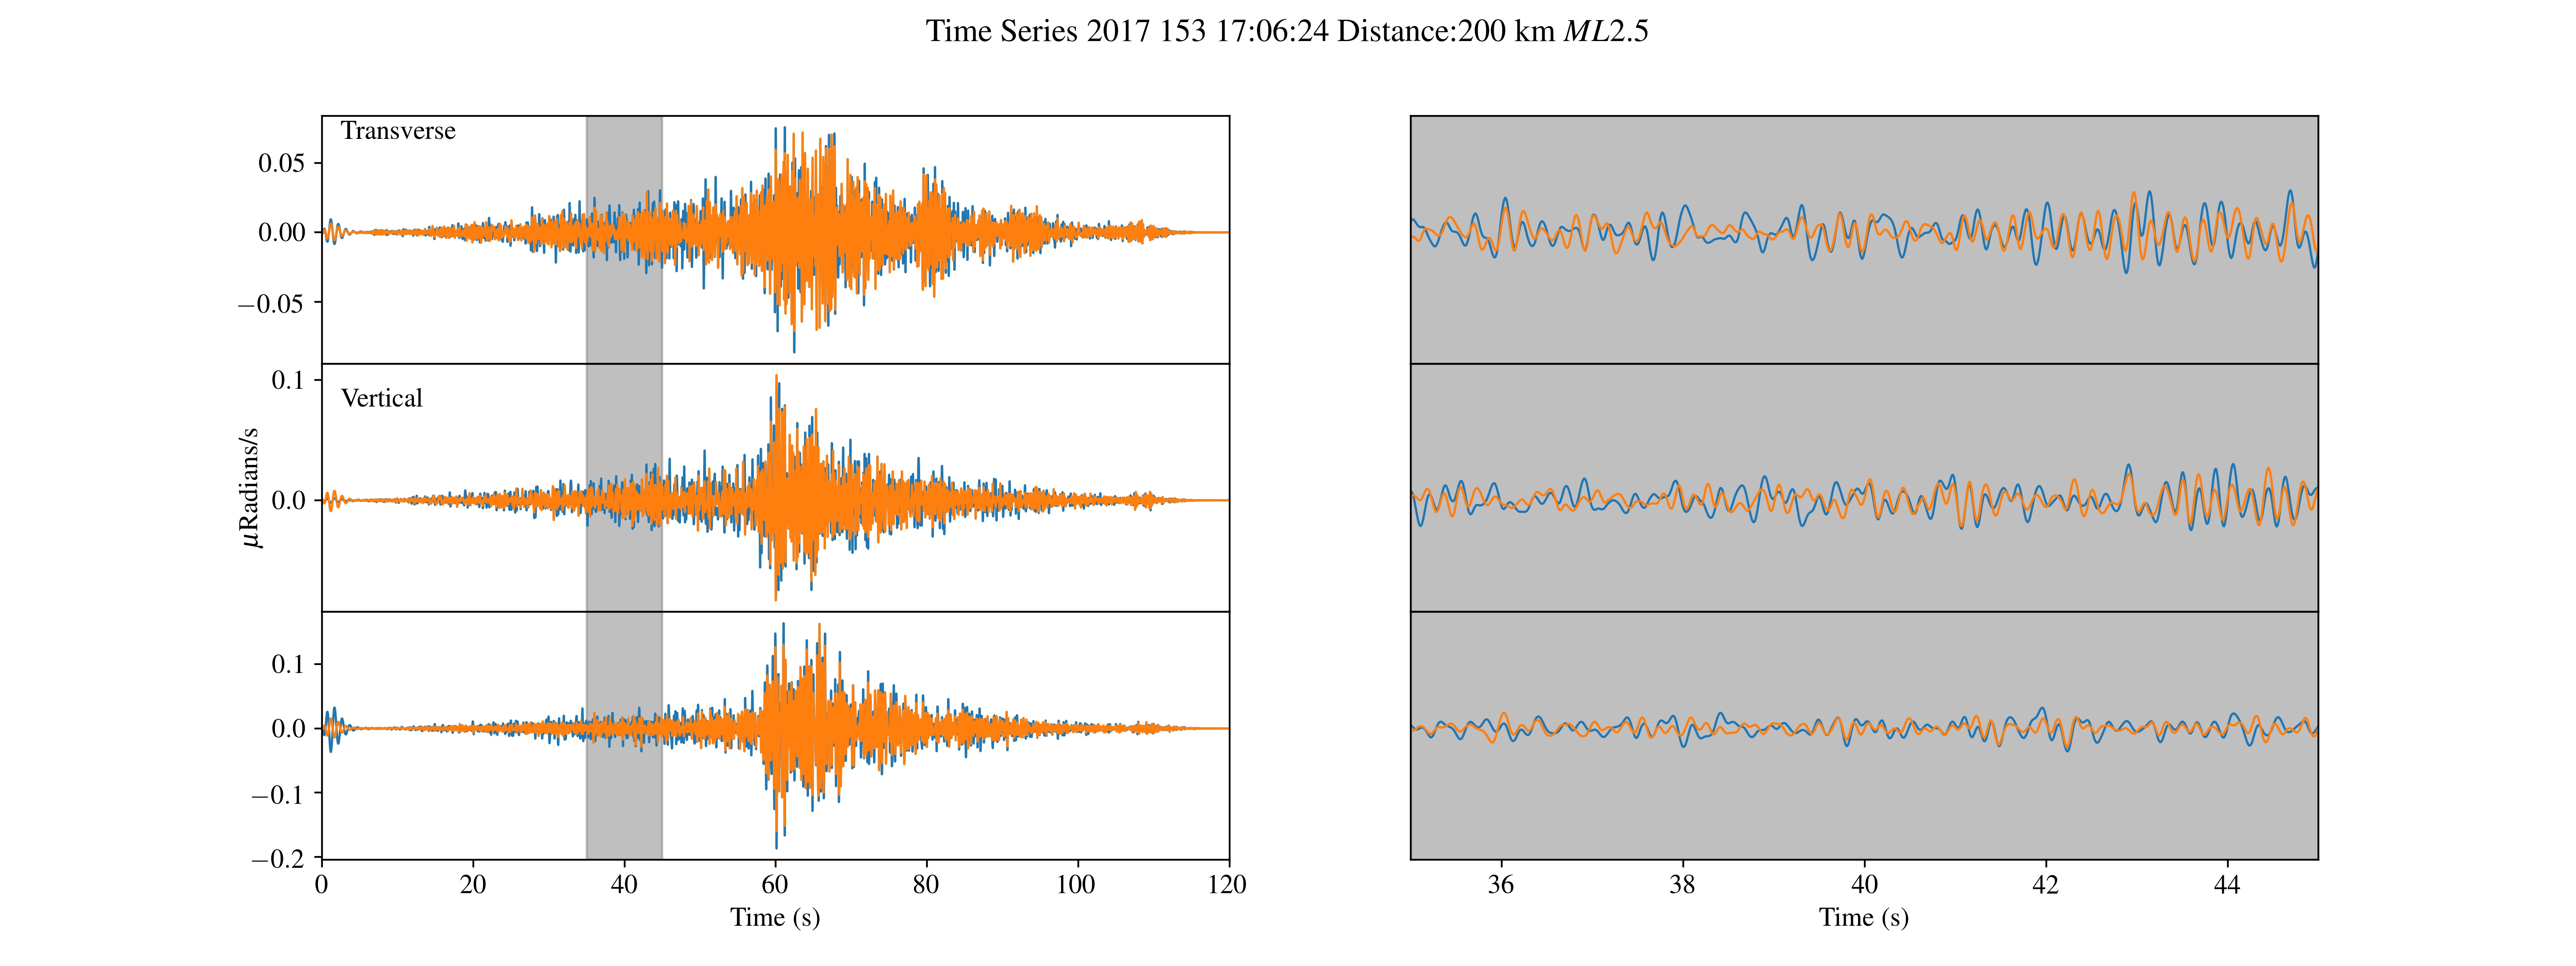 Time Series 2017 153 17:06:24 Distance:200 km ML2.5
Transverse
0.05
0.00
−0.05
Vertical
0.1
0.0
μRadians/s
0.1
0.0
−0.1
−0.2
0 20 40 60 80 100 120
Time (s)
36 38 40 42 44
Time (s)